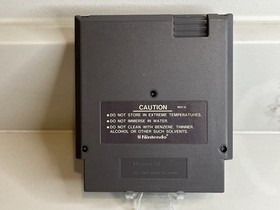 CAUTION
●DO NOT STORE IN EXTREME TEMPERATURES.
●DO NOT IMMERSE IN WATER.
●DO NOT CLEAN WITH BENZENE, THINNER,
ALCOHOL OR OTHER SUCH SOLVENTS.
Nintendo